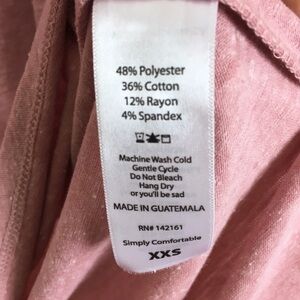 48% Polyester
36% Cotton
12% Rayon
4% Spandex
Machine Wash Cold
Gentle Cycle
Do Not Bleach
Hang Dry
or you'll be sad
MADE IN GUATEMALA
RN# 142161
Simply Comfortable
XXS